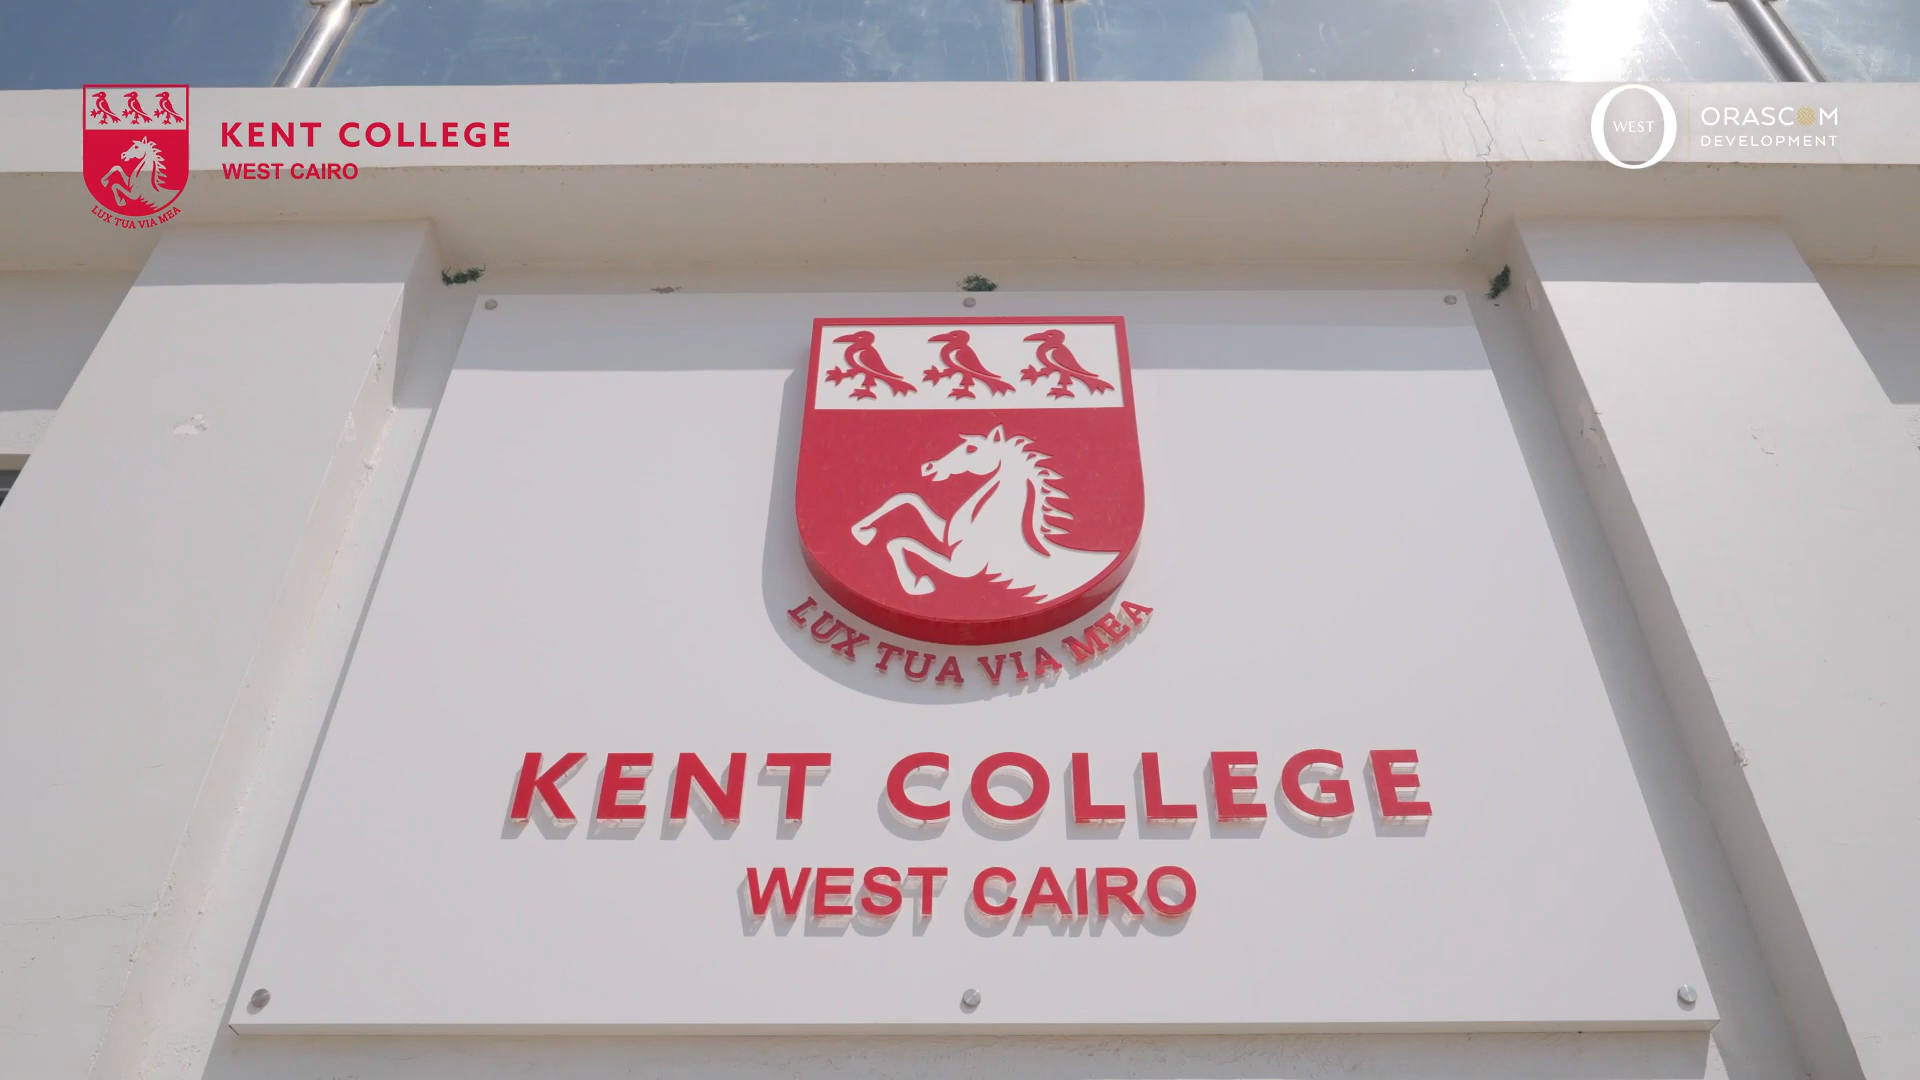 KENT COLLEGE
WEST CAIRO
LUX TUA VIA MEA
O WEST
ORASCOM
DEVELOPMENT
LUX TUA VIA MEA
KENT COLLEGE
WEST CAIRO